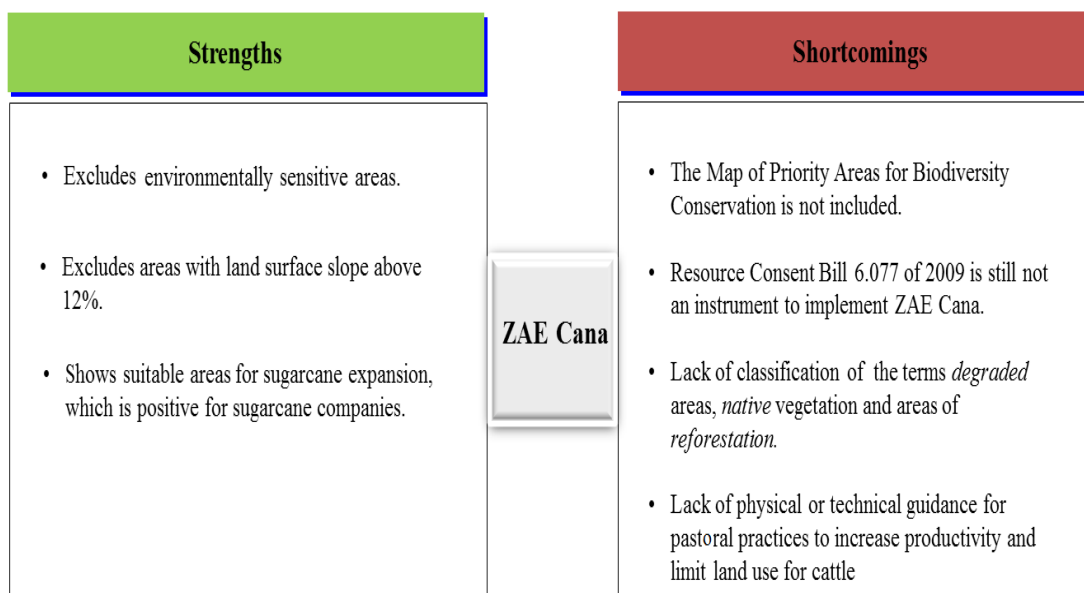 Strengths
• Excludes environmentally sensitive areas.
• Excludes areas with land surface slope above
12%.
• Shows suitable areas for sugarcane expansion,
which is positive for sugarcane companies.
ZAE Cana
Shortcomings
• The Map of Priority Areas for Biodiversity
Conservation is not included.
• Resource Consent Bill 6.077 of 2009 is still not
an instrument to implement ZAE Cana.
• Lack of classification of the terms degraded
areas, native vegetation and areas of
reforestation.
• Lack of physical or technical guidance for
pastoral practices to increase productivity and
limit land use for cattle